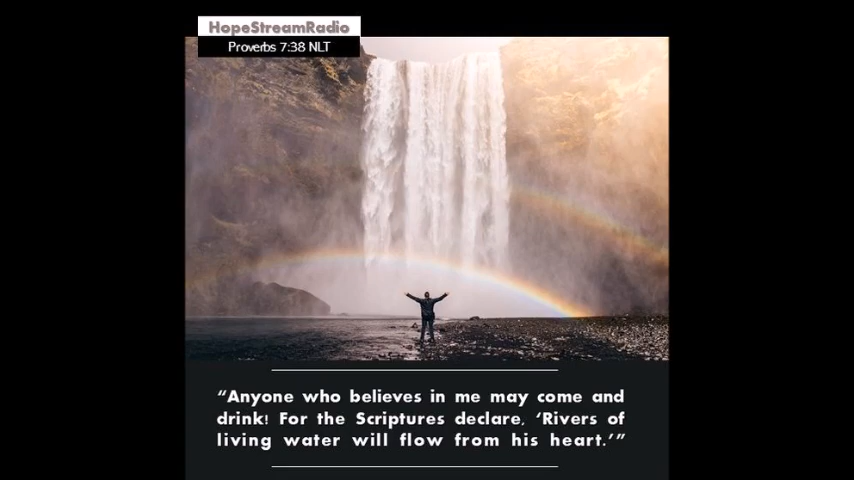 HopeStreamRadio
Proverbs 7:38 NLT
“Anyone who believes in me may come and
drink! For the Scriptures declare, ‘Rivers of
living water will flow from his heart.’”